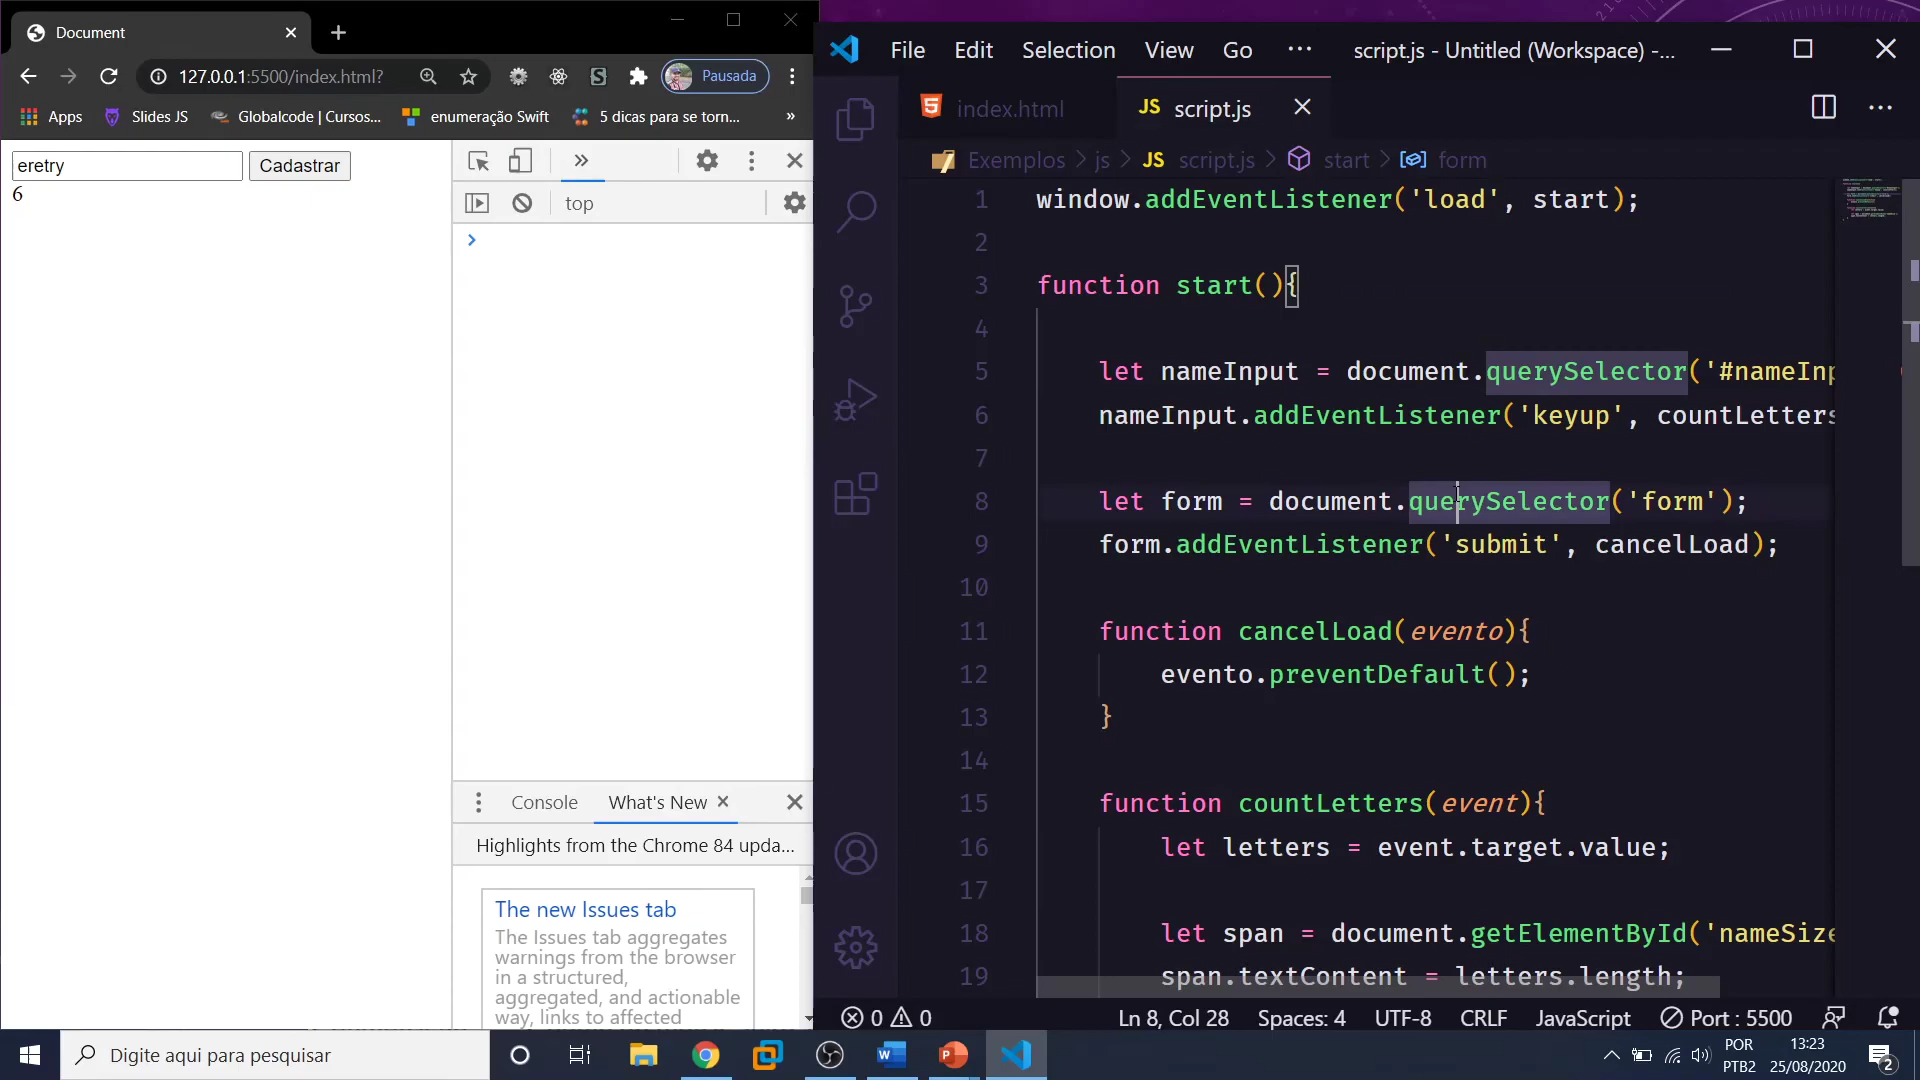 Document
127.0.0.1:5500/index.html?
Pausada
Apps
Slides JS
Globalcode | Cursos...
enumeração Swift
5 dicas para se torn...
»
eretry
Cadastrar
6
»
top
Console
What's New
Highlights from the Chrome 84 upda...
The new Issues tab
The Issues tab aggregates
warnings from the browser
in a structured,
aggregated, and actionable
way, links to affected
File Edit Selection View Go ··· script.js - Untitled (Workspace) -...
index.html
JS script.js
Exemplos > js > JS script.js > start > form
1 window.addEventListener('load', start);
2
3 function start(){
4
5 let nameInput = document.querySelector('#nameInp
6 nameInput.addEventListener('keyup', countLetters
7
8 let form = document.querySelector('form');
9 form.addEventListener('submit', cancelLoad);
10
11 function cancelLoad(evento){
12 evento.preventDefault();
13 }
14
15 function countLetters(event){
16 let letters = event.target.value;
17
18 let span = document.getElementById('nameSize
19 span.textContent = letters.length;
0 0 Ln 8, Col 28 Spaces: 4 UTF-8 CRLF JavaScript Port : 5500
Digite aqui para pesquisar
POR
PTB2
13:23
25/08/2020
2